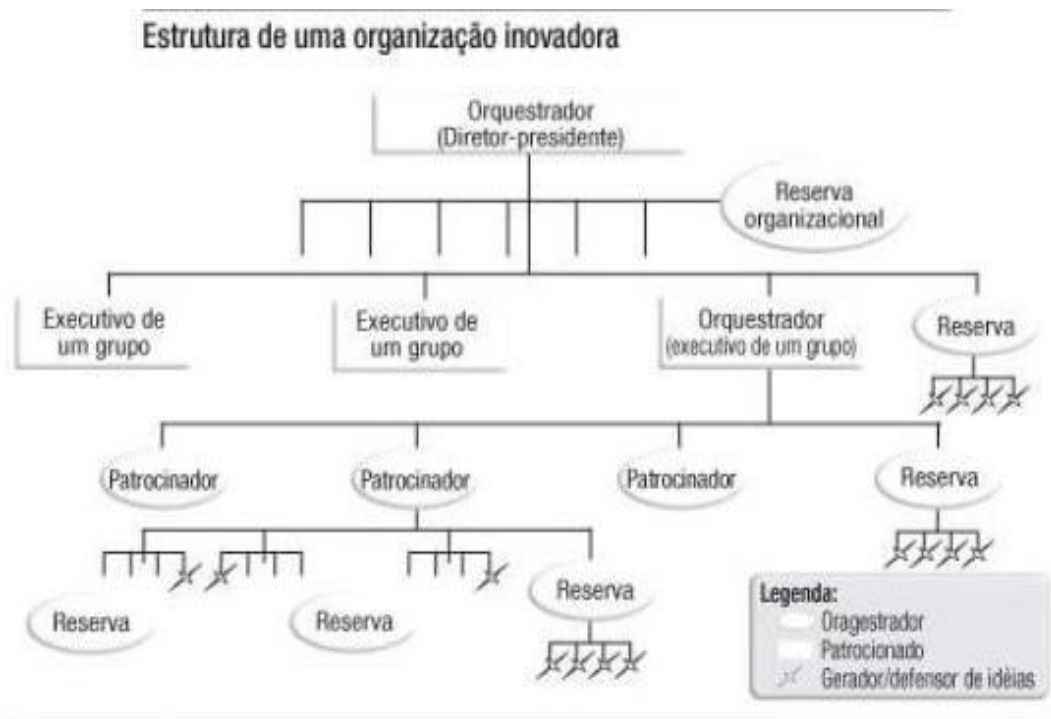 Estrutura de uma organização inovadora
Orquestrador
(Diretor-presidente)
Reserva
organizacional
Executivo de
um grupo
Executivo de
um grupo
Orquestrador
(executivo de um grupo)
Reserva
Patrocinador
Patrocinador
Patrocinador
Reserva
Reserva
Reserva
Reserva
Legenda:
Oragestrador
Patrocionado
Gerador/defensor de idéias